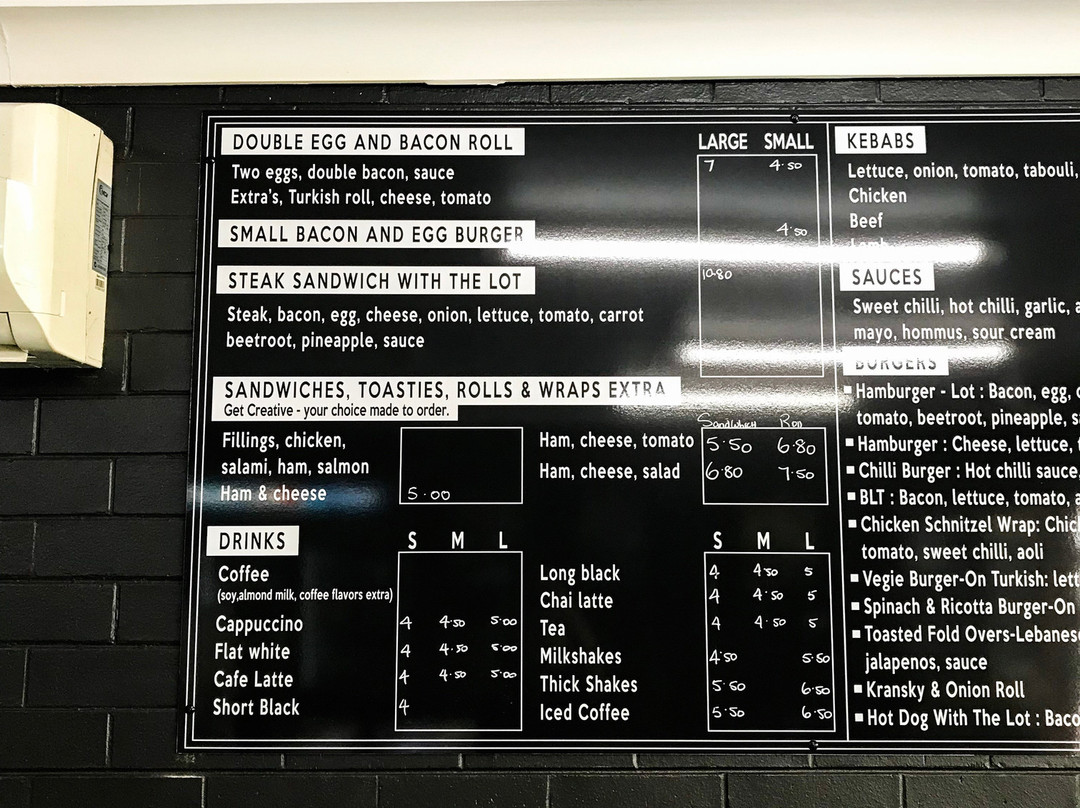 DOUBLE EGG AND BACON ROLL
LARGE SMALL
Two eggs, double bacon, sauce
7 4.50
Extra's, Turkish roll, cheese, tomato
SMALL BACON AND EGG BURGER
4.50
STEAK SANDWICH WITH THE LOT
10.80
Steak, bacon, egg, cheese, onion, lettuce, tomato, carrot
beetroot, pineapple, sauce
SANDWICHES, TOASTIES, ROLLS & WRAPS EXTRA
Get Creative - your choice made to order.
Fillings, chicken,
salami, ham, salmon
Ham & cheese 5.00
Sandwhich Roll
Ham, cheese, tomato 5.50 6.80
Ham, cheese, salad 6.80 7.50
DRINKS
S M L
Coffee
(soy,almond milk, coffee flavors extra)
Cappuccino 4 4.50 5.00
Flat white 4 4.50 5.00
Cafe Latte 4 4.50 5.00
Short Black 4
S M L
Long black 4 4.50 5
Chai latte 4 4.50 5
Tea 4 4.50 5
Milkshakes 4.50 5.50
Thick Shakes 5.50 6.50
Iced Coffee 5.50 6.50
KEBABS
Lettuce, onion, tomato, tabouli,
Chicken
Beef
Lamb
SAUCES
Sweet chilli, hot chilli, garlic,
mayo, hommus, sour cream
BURGERS
Hamburger - Lot : Bacon, egg,
tomato, beetroot, pineapple,
Hamburger : Cheese, lettuce,
Chilli Burger : Hot chilli sauce,
BLT : Bacon, lettuce, tomato,
Chicken Schnitzel Wrap:
tomato, sweet chilli, aoli
Vegie Burger-On Turkish:
Spinach & Ricotta Burger-On
Toasted Fold Overs-Lebanese
jalapenos, sauce
Kransky & Onion Roll
Hot Dog With The Lot :